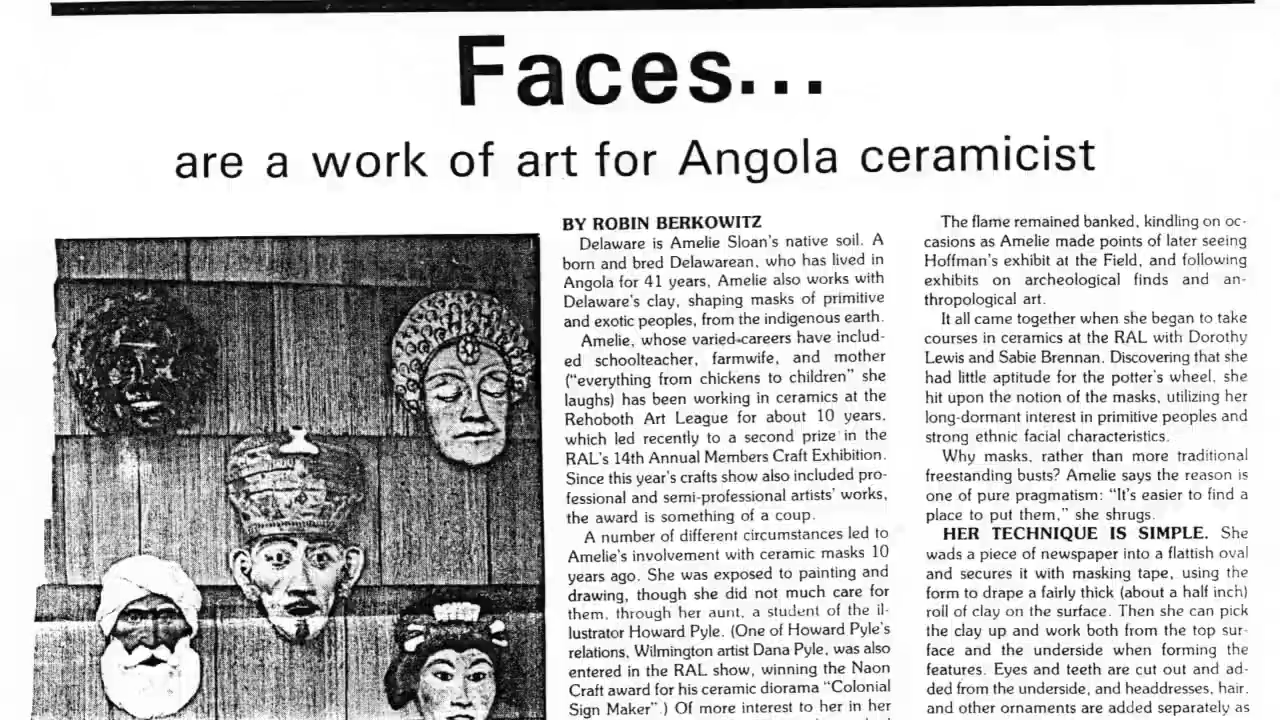 Faces...
are a work of art for Angola ceramicist
BY ROBIN BERKOWITZ
Delaware is Amelie Sloan's native soil. A
born and bred Delawarean, who has lived in
Angola for 41 years, Amelie also works with
Delaware's clay, shaping masks of primitive
and exotic peoples, from the indigenous earth.
Amelie, whose varied careers have includ-
ed schoolteacher, farmwife, and mother
("everything from chickens to children" she
laughs) has been working in ceramics at the
Rehoboth Art League for about 10 years,
which led recently to a second prize in the
RAL's 14th Annual Members Craft Exhibition.
Since this year's crafts show also included pro-
fessional and semi-professional artists' works,
the award is something of a coup.
A number of different circumstances led to
Amelie's involvement with ceramic masks 10
years ago. She was exposed to painting and
drawing, though she did not much care for
them, through her aunt, a student of the il-
lustrator Howard Pyle. (One of Howard Pyle's
relations, Wilmington artist Dana Pyle, was also
entered in the RAL show, winning the Naon
Craft award for his ceramic diorama "Colonial
Sign Maker".) Of more interest to her in her
The flame remained banked, kindling on oc-
casions as Amelie made points of later seeing
Hoffman's exhibit at the Field, and following
exhibits on archeological finds and an-
thropological art.
It all came together when she began to take
courses in ceramics at the RAL with Dorothy
Lewis and Sabie Brennan. Discovering that she
had little aptitude for the potter's wheel, she
hit upon the notion of the masks, utilizing her
long-dormant interest in primitive peoples and
strong ethnic facial characteristics.
Why masks, rather than more traditional
freestanding busts? Amelie says the reason is
one of pure pragmatism: "It's easier to find a
place to put them," she shrugs.
HER TECHNIQUE IS SIMPLE. She
wads a piece of newspaper into a flattish oval
and secures it with masking tape, using the
form to drape a fairly thick (about a half inch)
roll of clay on the surface. Then she can pick
the clay up and work both from the top sur-
face and the underside when forming the
features. Eyes and teeth are cut out and ad-
ded from the underside, and headdresses, hair,
and other ornaments are added separately as